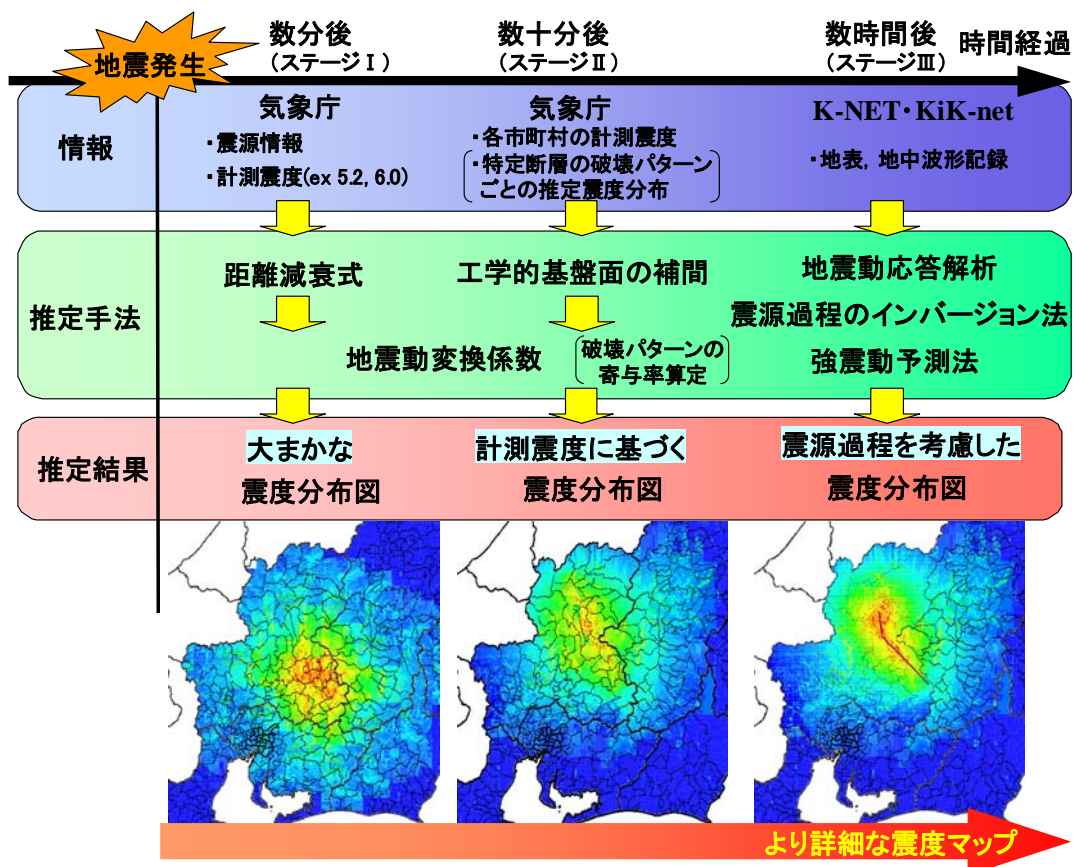 地震発生
数分後
(ステージⅠ)
数十分後
(ステージⅡ)
数時間後
(ステージⅢ)
時間経過
情報
気象庁
・震源情報
・計測震度(ex 5.2, 6.0)
気象庁
・各市町村の計測震度
・特定断層の破壊パターン
ごとの推定震度分布
K-NET・KiK-net
・地表, 地中波形記録
推定手法
距離減衰式
工学的基盤面の補間
地震動変換係数
破壊パターンの
寄与率算定
地震動応答解析
震源過程のインバージョン法
強震動予測法
推定結果
大まかな
震度分布図
計測震度に基づく
震度分布図
震源過程を考慮した
震度分布図
より詳細な震度マップ